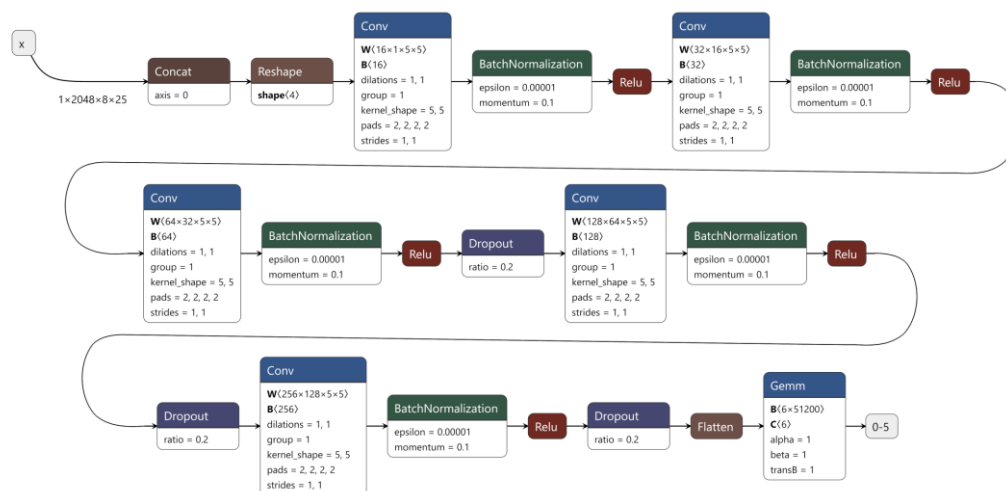 x
1×2048×8×25
Concat
axis = 0
Reshape
shape⟨4⟩
Conv
W⟨16×1×5×5⟩
B⟨16⟩
dilations = 1, 1
group = 1
kernel_shape = 5, 5
pads = 2, 2, 2, 2
strides = 1, 1
BatchNormalization
epsilon = 0.00001
momentum = 0.1
Relu
Conv
W⟨32×16×5×5⟩
B⟨32⟩
dilations = 1, 1
group = 1
kernel_shape = 5, 5
pads = 2, 2, 2, 2
strides = 1, 1
BatchNormalization
epsilon = 0.00001
momentum = 0.1
Relu
Conv
W⟨64×32×5×5⟩
B⟨64⟩
dilations = 1, 1
group = 1
kernel_shape = 5, 5
pads = 2, 2, 2, 2
strides = 1, 1
BatchNormalization
epsilon = 0.00001
momentum = 0.1
Relu
Dropout
ratio = 0.2
Conv
W⟨128×64×5×5⟩
B⟨128⟩
dilations = 1, 1
group = 1
kernel_shape = 5, 5
pads = 2, 2, 2, 2
strides = 1, 1
BatchNormalization
epsilon = 0.00001
momentum = 0.1
Relu
Dropout
ratio = 0.2
Conv
W⟨256×128×5×5⟩
B⟨256⟩
dilations = 1, 1
group = 1
kernel_shape = 5, 5
pads = 2, 2, 2, 2
strides = 1, 1
BatchNormalization
epsilon = 0.00001
momentum = 0.1
Relu
Dropout
ratio = 0.2
Flatten
Gemm
B⟨6×51200⟩
C⟨6⟩
alpha = 1
beta = 1
transB = 1
0-5